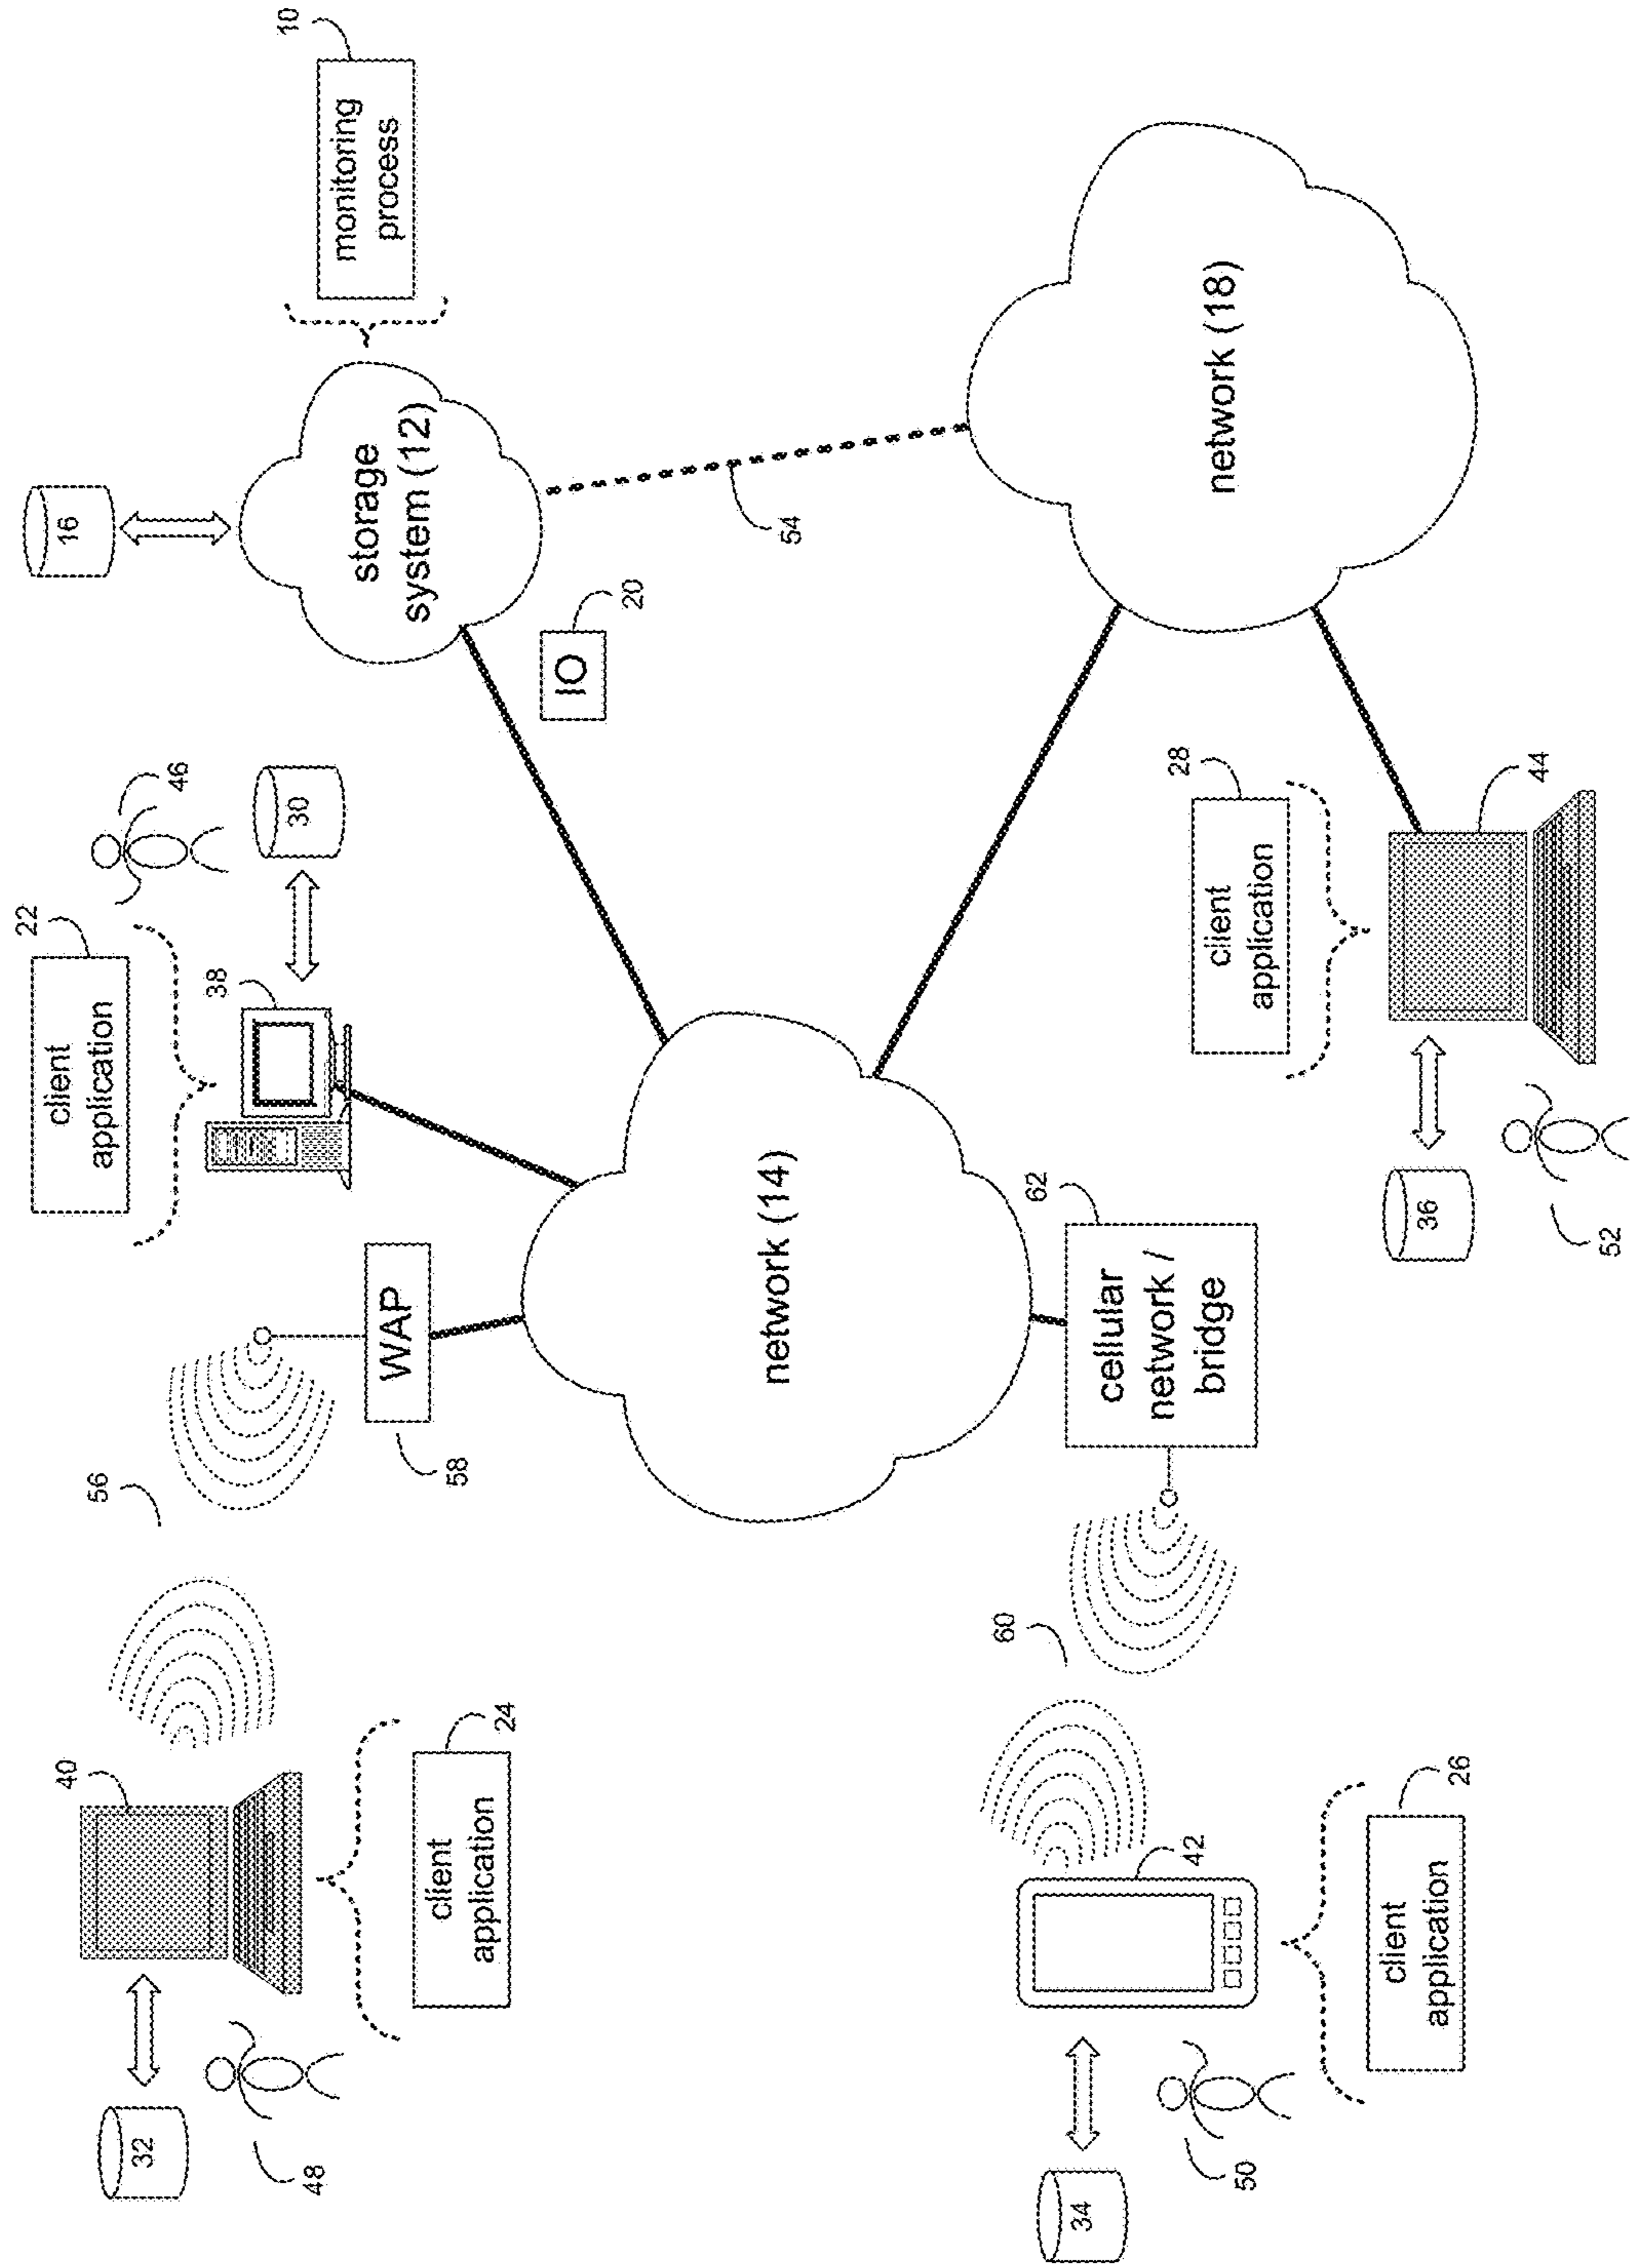 32
48
40
client
application
24
56
WAP
58
client
application
22
38
46
30
16
storage
system (12)
monitoring
process
10
IO
20
54
network (14)
34
50
42
client
application
26
60
cellular
network /
bridge
62
network (18)
client
application
28
44
36
52